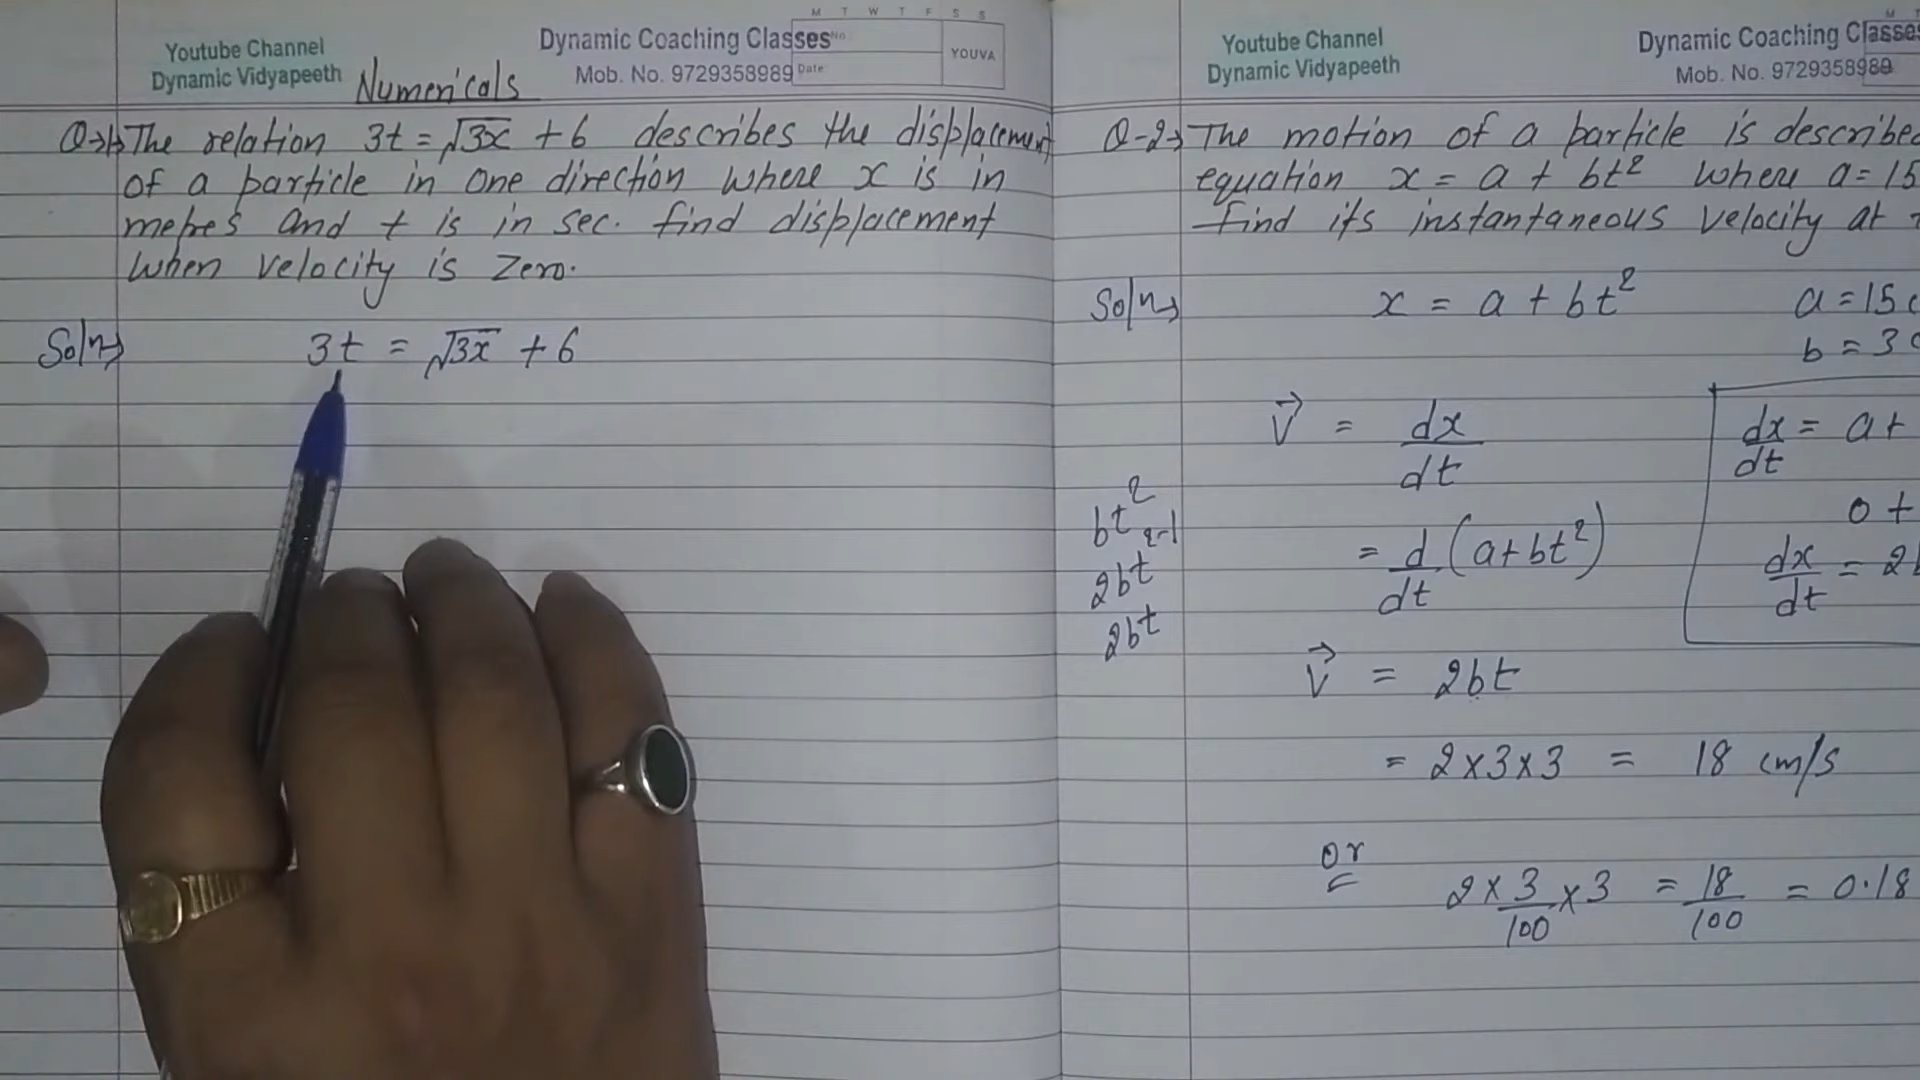 M T W T F S S
Youtube Channel
Dynamic Vidyapeeth
Dynamic Coaching Classes
Mob. No. 9729358989
No.:
Date:
YOUVA
Numericals
Q→1→ The relation 3t = √3x + 6 describes the displacement
of a particle in one direction where x is in
metres and t is in sec. find displacement
when velocity is zero.
Soln→ 3t = √3x + 6
M T
Youtube Channel
Dynamic Vidyapeeth
Dynamic Coaching Classes
Mob. No. 9729358989
Q-2→ The motion of a particle is described
equation x = a + bt² where a = 15
find its instantaneous velocity at
Soln→ x = a + bt² a = 15
b = 3
V⃗ = dx/dt
dx/dt = a +
0 +
dx/dt = 2
bt²
2bt²⁻¹
2bt
= d/dt (a + bt²)
V⃗ = 2bt
= 2×3×3 = 18 cm/s
or
2 × 3/100 × 3 = 18/100 = 0.18